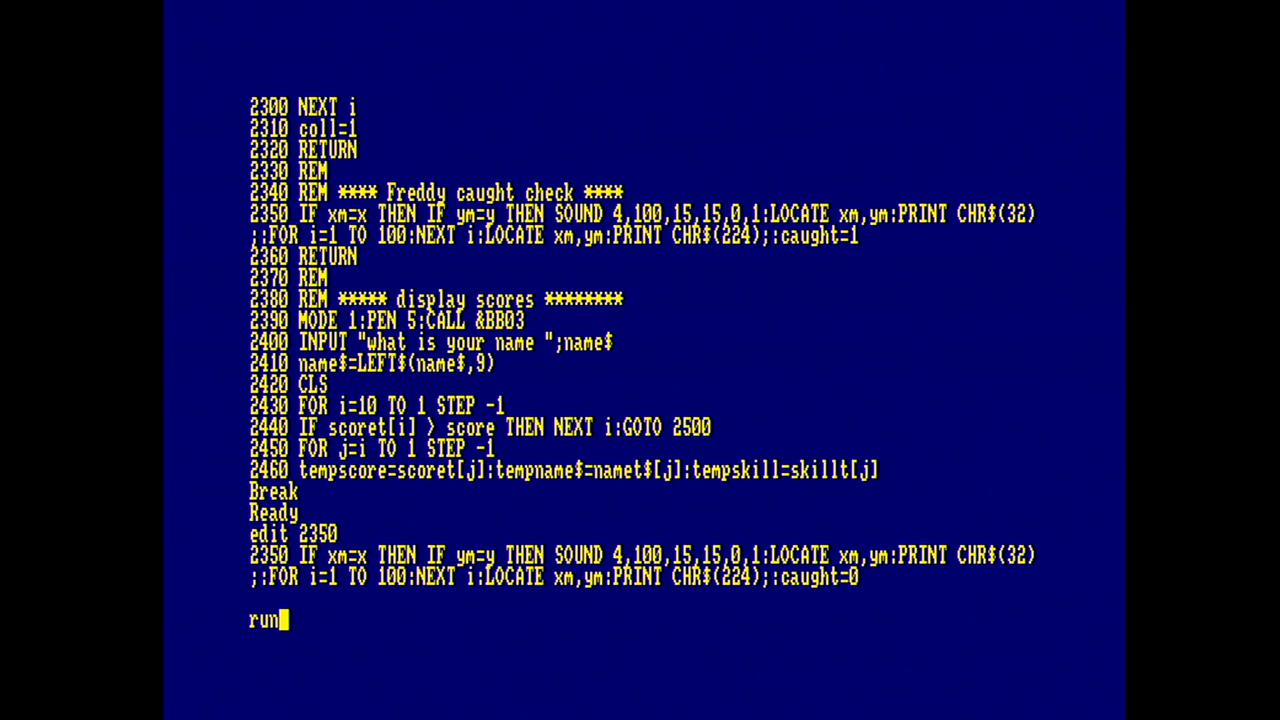 2300 NEXT i
2310 coll=1
2320 RETURN
2330 REM
2340 REM **** Freddy caught check ****
2350 IF xm=x THEN IF ym=y THEN SOUND 4,100,15,15,0,1:LOCATE xm,ym:PRINT CHR$(32)
;:FOR i=1 TO 100:NEXT i:LOCATE xm,ym:PRINT CHR$(224);:caught=1
2360 RETURN
2370 REM
2380 REM ***** display scores ********
2390 MODE 1:PEN 5:CALL &BB03
2400 INPUT "what is your name ";name$
2410 name$=LEFT$(name$,9)
2420 CLS
2430 FOR i=10 TO 1 STEP -1
2440 IF scoret[i] > score THEN NEXT i:GOTO 2500
2450 FOR j=i TO 1 STEP -1
2460 tempscore=scoret[j]:tempname$=namet$[j]:tempskill=skillt[j]
Break
Ready
edit 2350
2350 IF xm=x THEN IF ym=y THEN SOUND 4,100,15,15,0,1:LOCATE xm,ym:PRINT CHR$(32)
;:FOR i=1 TO 100:NEXT i:LOCATE xm,ym:PRINT CHR$(224);:caught=0
run